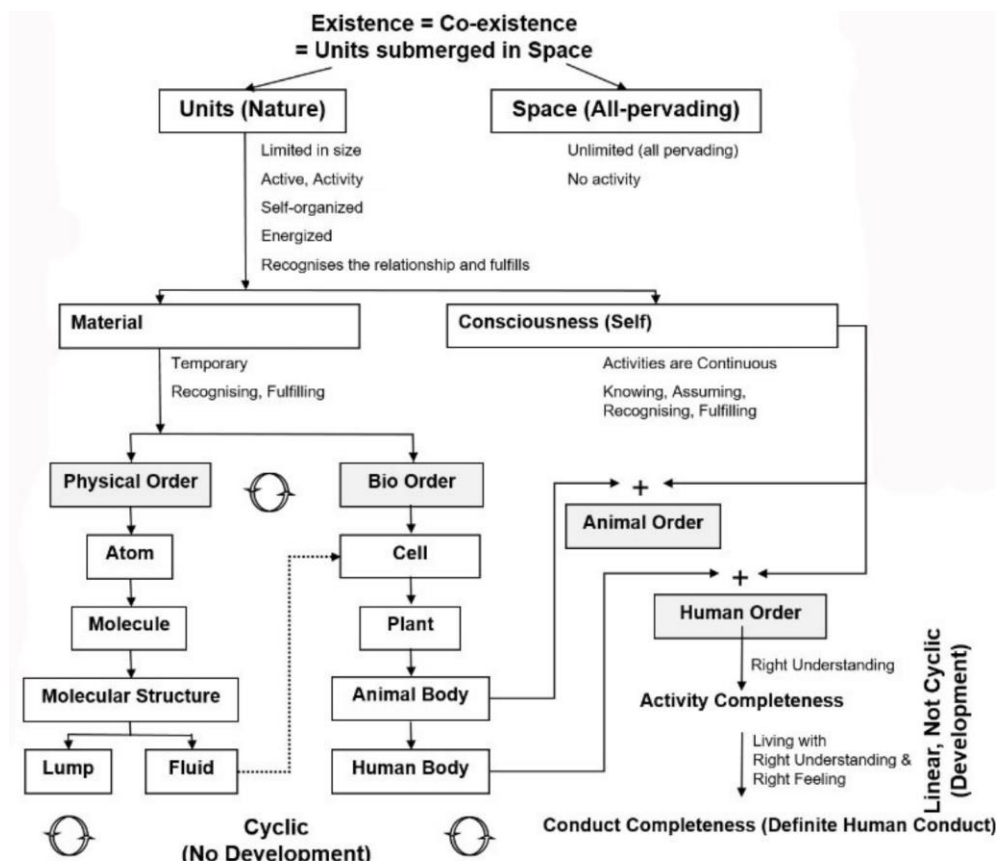 Existence = Co-existence
= Units submerged in Space
Units (Nature)
Space (All-pervading)
Limited in size
Active, Activity
Self-organized
Energized
Recognises the relationship and fulfills
Unlimited (all pervading)
No activity
Material
Consciousness (Self)
Temporary
Recognising, Fulfilling
Activities are Continuous
Knowing, Assuming,
Recognising, Fulfilling
Physical Order
Bio Order
+
Animal Order
Atom
Cell
+
Human Order
Molecule
Plant
Right Understanding
Molecular Structure
Animal Body
Activity Completeness
Lump
Fluid
Human Body
Living with
Right Understanding &
Right Feeling
Linear, Not Cyclic
(Development)
Cyclic
(No Development)
Conduct Completeness (Definite Human Conduct)